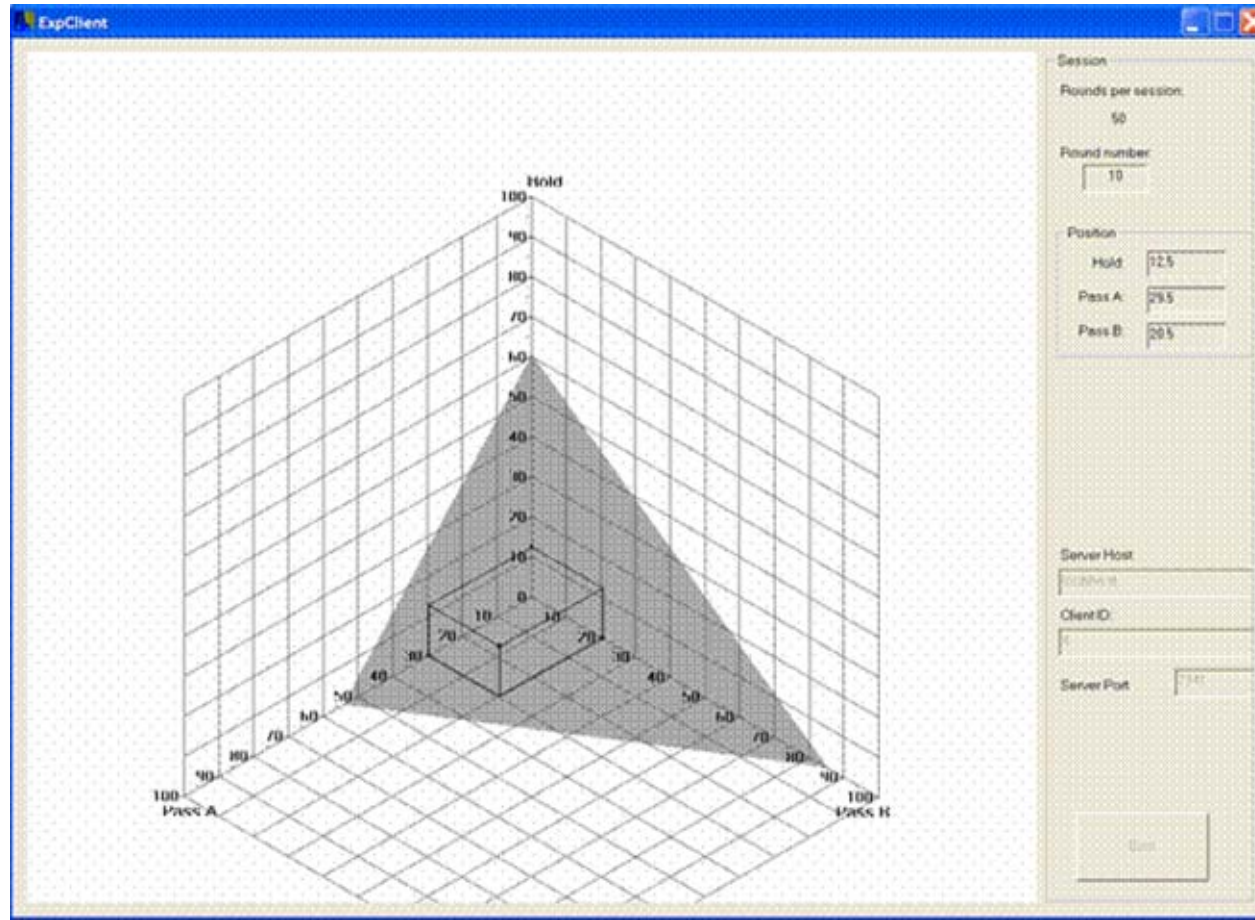 ExpClient
Hold
100
90
80
70
60
50
40
30
20
10
0
10
20
30
40
50
60
70
80
90
100
Pass A
10
20
30
40
50
60
70
80
90
100
Pass B
Session
Rounds per session:
50
Round number:
10
Position
Hold: 12.5
Pass A: 29.5
Pass B: 20.5
Server Host
Client ID:
Server Port